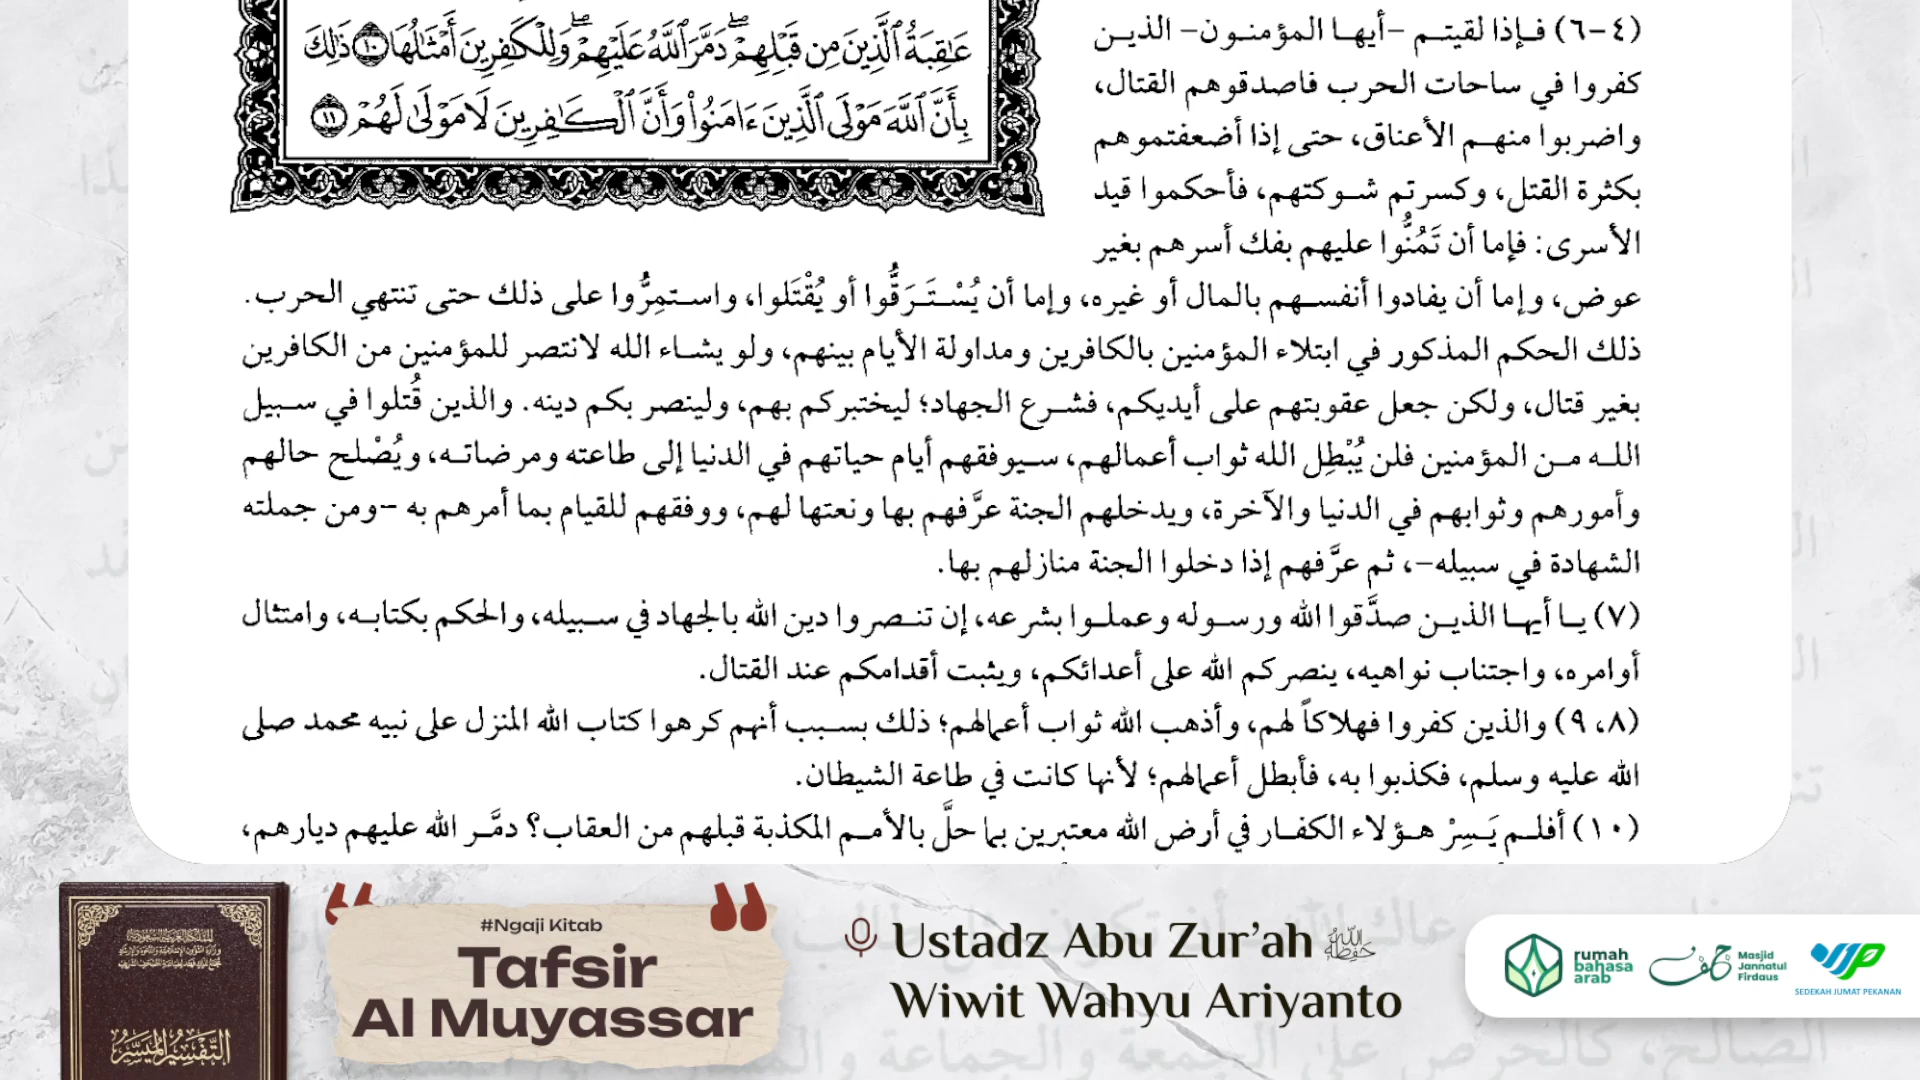 عَٰقِبَةُ ٱلَّذِينَ مِن قَبْلِهِمْۖ دَمَّرَ ٱللَّهُ عَلَيْهِمْۖ وَلِلْكَٰفِرِينَ أَمْثَٰلُهَا ١٠ ذَٰلِكَ
بِأَنَّ ٱللَّهَ مَوْلَى ٱلَّذِينَ ءَامَنُوا۟ وَأَنَّ ٱلْكَٰفِرِينَ لَا مَوْلَىٰ لَهُمْ ١١
(٤-٦) فإذا لقيتم -أيها المؤمنون- الذين
كفروا في ساحات الحرب فاصدقوهم القتال،
واضربوا منهم الأعناق، حتى إذا أضعفتموهم
بكثرة القتل، وكسرتم شوكتهم، فأحكموا قيد
الأسرى: فإما أن تَمُنُّوا عليهم بفك أسرهم بغير
عوض، وإما أن يفادوا أنفسهم بالمال أو غيره، وإما أن يُسْتَرَقُّوا أو يُقْتَلوا، واستمِرُّوا على ذلك حتى تنتهي الحرب.
ذلك الحكم المذكور في ابتلاء المؤمنين بالكافرين ومداولة الأيام بينهم، ولو يشاء الله لانتصر للمؤمنين من الكافرين
بغير قتال، ولكن جعل عقوبتهم على أيديكم، فشرع الجهاد؛ ليختبركم بهم، ولينصر بكم دينه. والذين قُتلوا في سبيل
الله من المؤمنين فلن يُبْطِل الله ثواب أعمالهم، سيوفقهم أيام حياتهم في الدنيا إلى طاعته ومرضاته، ويُصْلح حالهم
وأمورهم وثوابهم في الدنيا والآخرة، ويدخلهم الجنة عرَّفهم بها ونعتها لهم، ووفقهم للقيام بما أمرهم به -ومن جملته
الشهادة في سبيله-، ثم عرَّفهم إذا دخلوا الجنة منازلهم بها.
(٧) يا أيها الذين صدَّقوا الله ورسوله وعملوا بشرعه، إن تنصروا دين الله بالجهاد في سبيله، والحكم بكتابه، وامتثال
أوامره، واجتناب نواهيه، ينصركم الله على أعدائكم، ويثبت أقدامكم عند القتال.
(٨، ٩) والذين كفروا فهلاكاً لهم، وأذهب الله ثواب أعمالهم؛ ذلك بسبب أنهم كرهوا كتاب الله المنزل على نبيه محمد صلى
الله عليه وسلم، فكذبوا به، فأبطل أعمالهم؛ لأنها كانت في طاعة الشيطان.
(١٠) أفلم يَسِرْ هؤلاء الكفار في أرض الله معتبرين بما حلَّ بالأمم المكذبة قبلهم من العقاب؟ دمَّر الله عليهم ديارهم،
التفسير الميسر
#Ngaji Kitab
Tafsir
Al Muyassar
Ustadz Abu Zur'ah حفظه الله
Wiwit Wahyu Ariyanto
rumah
bahasa
arab
Masjid
Jannatul
Firdaus
SEDEKAH JUMAT PEKANAN